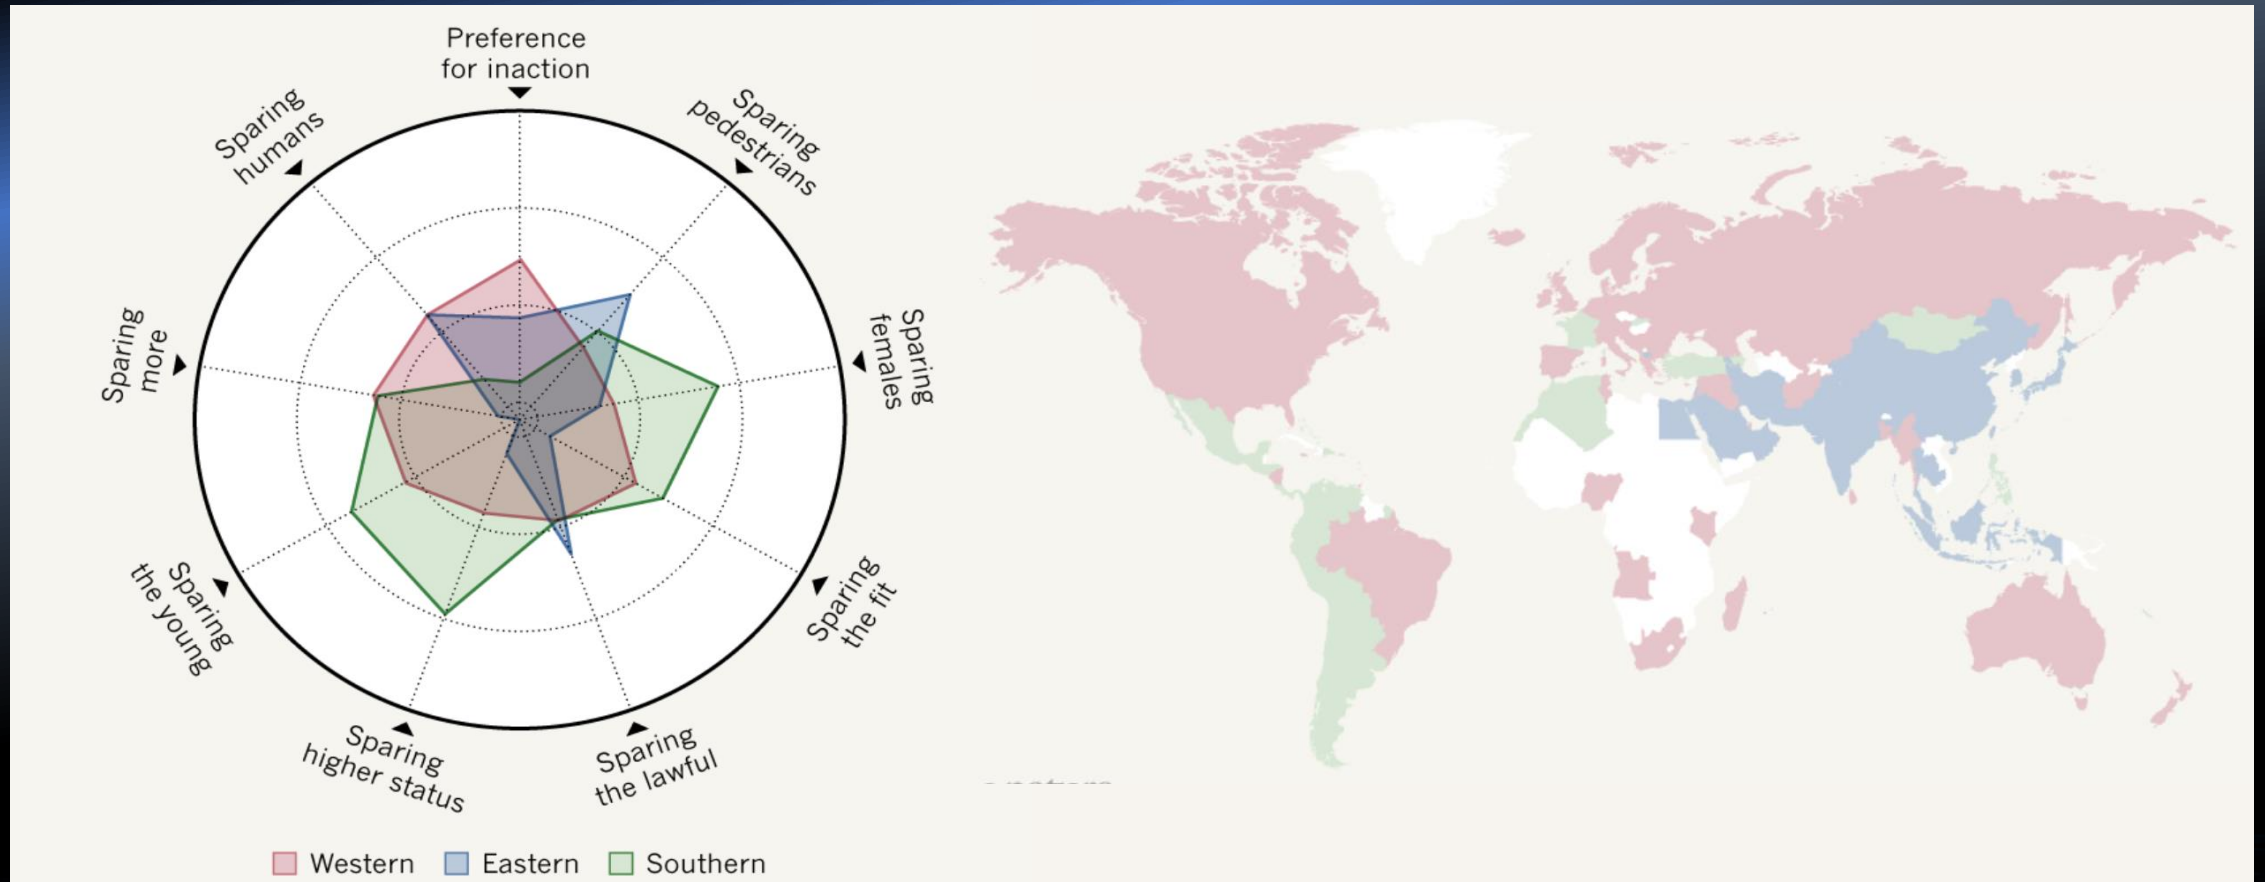 Preference
for inaction
Sparing
pedestrians
Sparing
females
Sparing
the fit
Sparing
the lawful
Sparing
higher status
Sparing
the young
Sparing
more
Sparing
humans
Western
Eastern
Southern